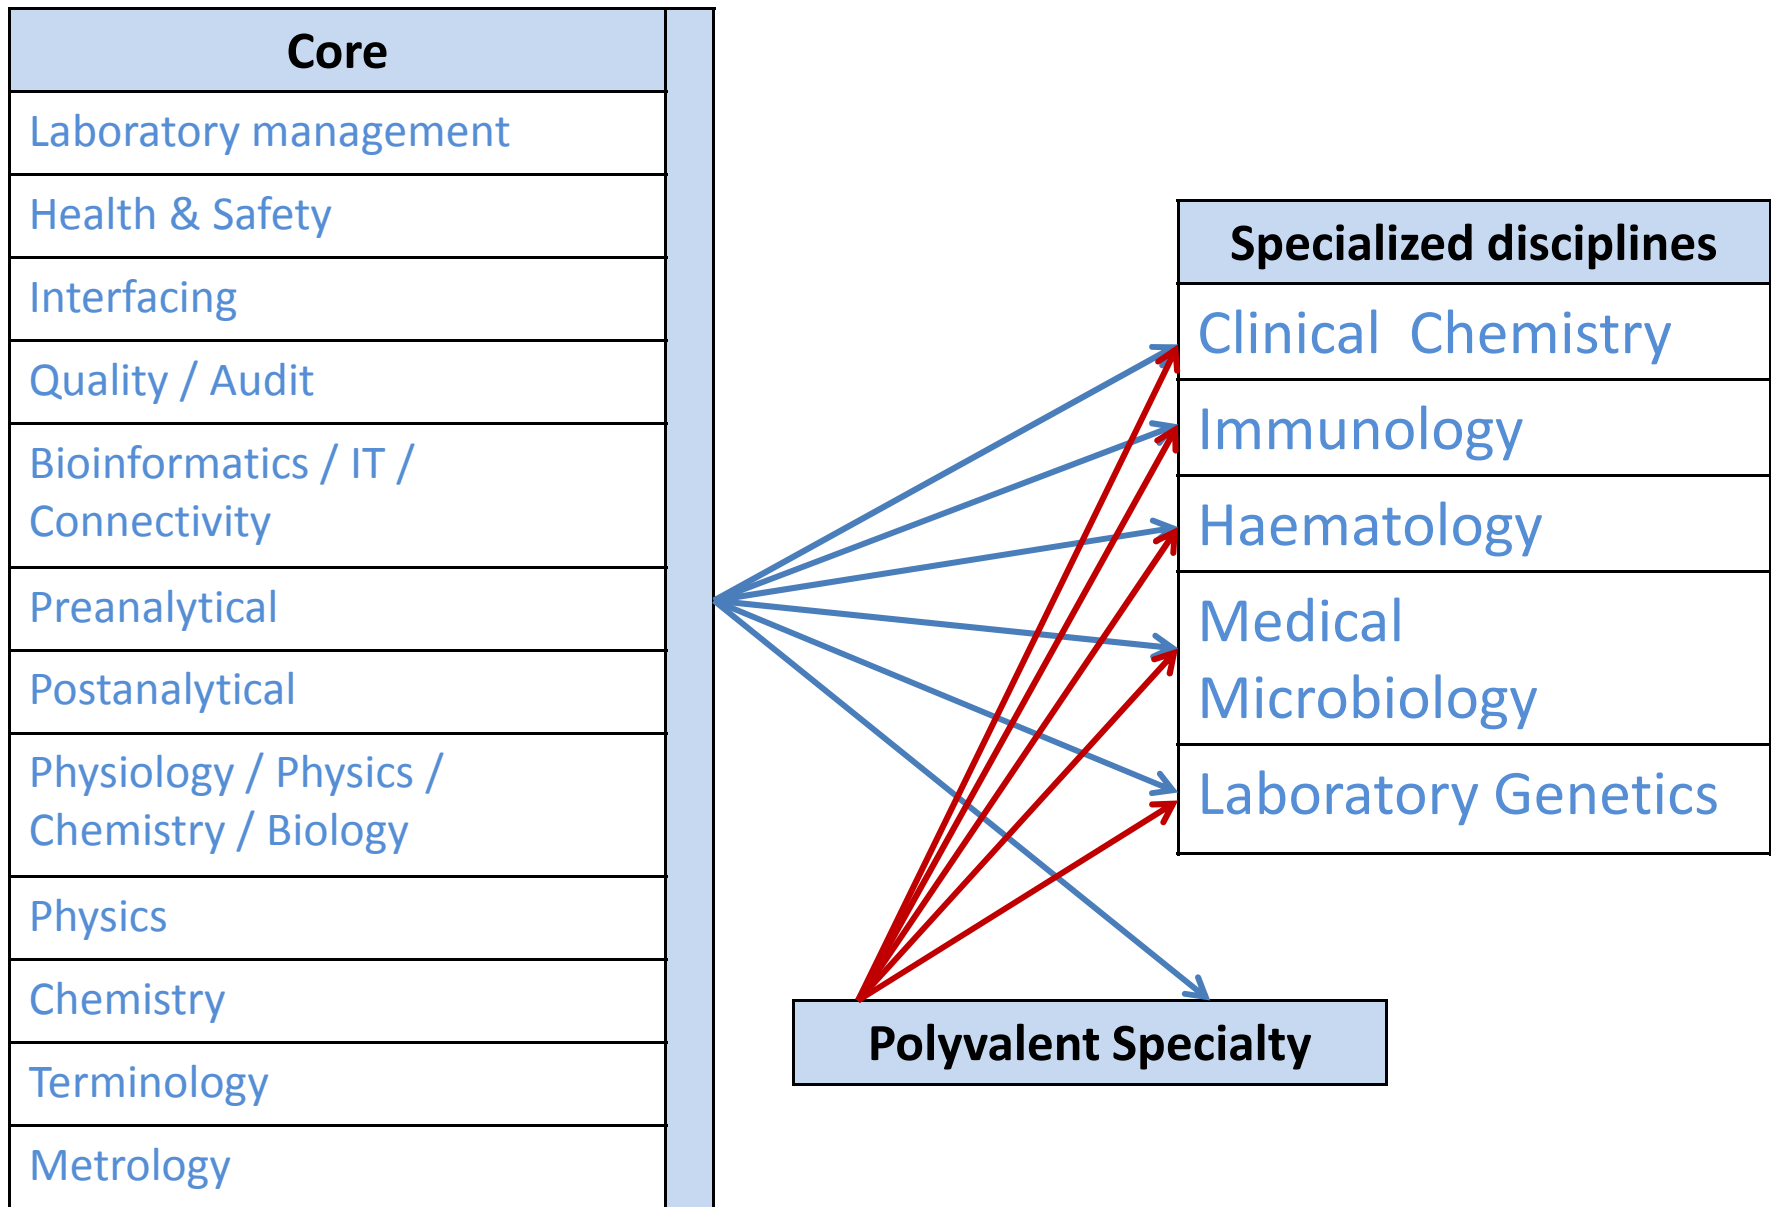 Core
Laboratory management
Health & Safety
Interfacing
Quality / Audit
Bioinformatics / IT /
Connectivity
Preanalytical
Postanalytical
Physiology / Physics /
Chemistry / Biology
Physics
Chemistry
Terminology
Metrology
Specialized disciplines
Clinical  Chemistry
Immunology
Haematology
Medical
Microbiology
Laboratory Genetics
Polyvalent Specialty